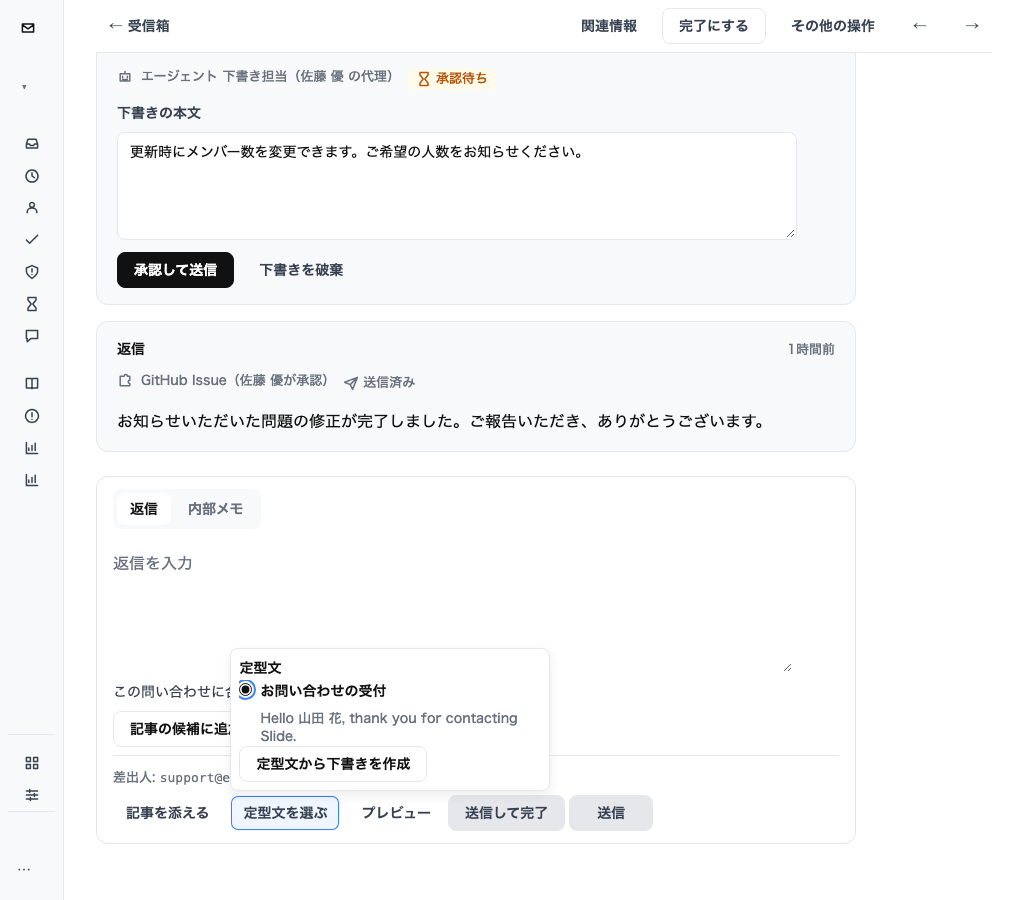 ← 受信箱
関連情報
完了にする
その他の操作
←
→
エージェント 下書き担当（佐藤 優 の代理）
承認待ち
下書きの本文
更新時にメンバー数を変更できます。ご希望の人数をお知らせください。
承認して送信
下書きを破棄
返信
1時間前
GitHub Issue（佐藤 優が承認）
送信済み
お知らせいただいた問題の修正が完了しました。ご報告いただき、ありがとうございます。
返信
内部メモ
返信を入力
定型文
この問い合わせに
お問い合わせの受付
Hello 山田 花, thank you for contacting
Slide.
記事の候補に追
定型文から下書きを作成
差出人: support@e
記事を添える
定型文を選ぶ
プレビュー
送信して完了
送信
…